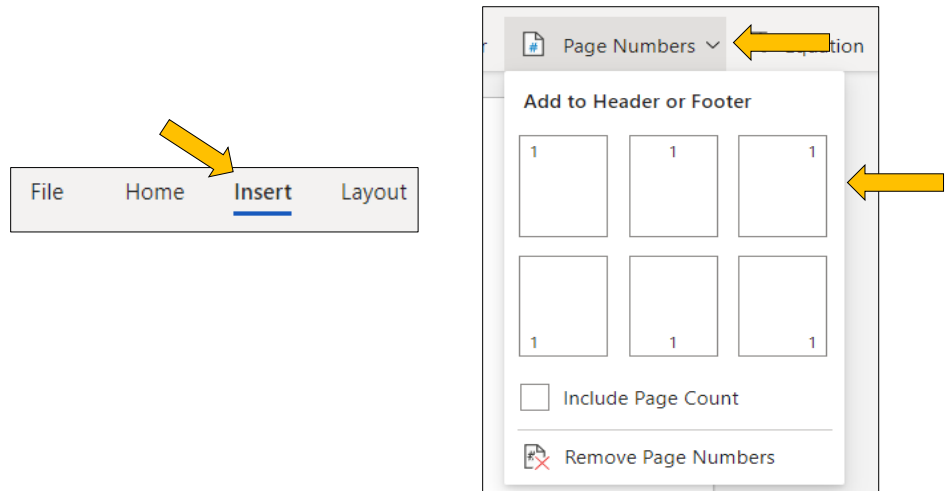 File Home Insert Layout
r # Page Numbers Equation
Add to Header or Footer
1 1 1
1 1 1
Include Page Count
# Remove Page Numbers